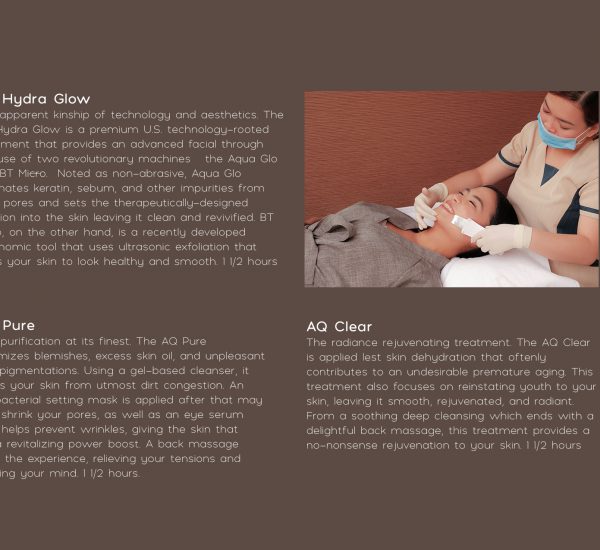 Hydra Glow
apparent kinship of technology and aesthetics. The
Hydra Glow is a premium U.S. technology-rooted
ment that provides an advanced facial through
use of two revolutionary machines the Aqua Glo
BT Micro. Noted as non-abrasive, Aqua Glo
nates keratin, sebum, and other impurities from
pores and sets the therapeutically-designed
ion into the skin leaving it clean and revivified. BT
o, on the other hand, is a recently developed
nomic tool that uses ultrasonic exfoliation that
s your skin to look healthy and smooth. 1 1/2 hours
Pure
purification at its finest. The AQ Pure
mizes blemishes, excess skin oil, and unpleasant
pigmentations. Using a gel-based cleanser, it
s your skin from utmost dirt congestion. An
bacterial setting mask is applied after that may
shrink your pores, as well as an eye serum
helps prevent wrinkles, giving the skin that
a revitalizing power boost. A back massage
the experience, relieving your tensions and
ing your mind. 1 1/2 hours.
AQ Clear
The radiance rejuvenating treatment. The AQ Clear
is applied lest skin dehydration that oftenly
contributes to an undesirable premature aging. This
treatment also focuses on reinstating youth to your
skin, leaving it smooth, rejuvenated, and radiant.
From a soothing deep cleansing which ends with a
delightful back massage, this treatment provides a
no-nonsense rejuvenation to your skin. 1 1/2 hours